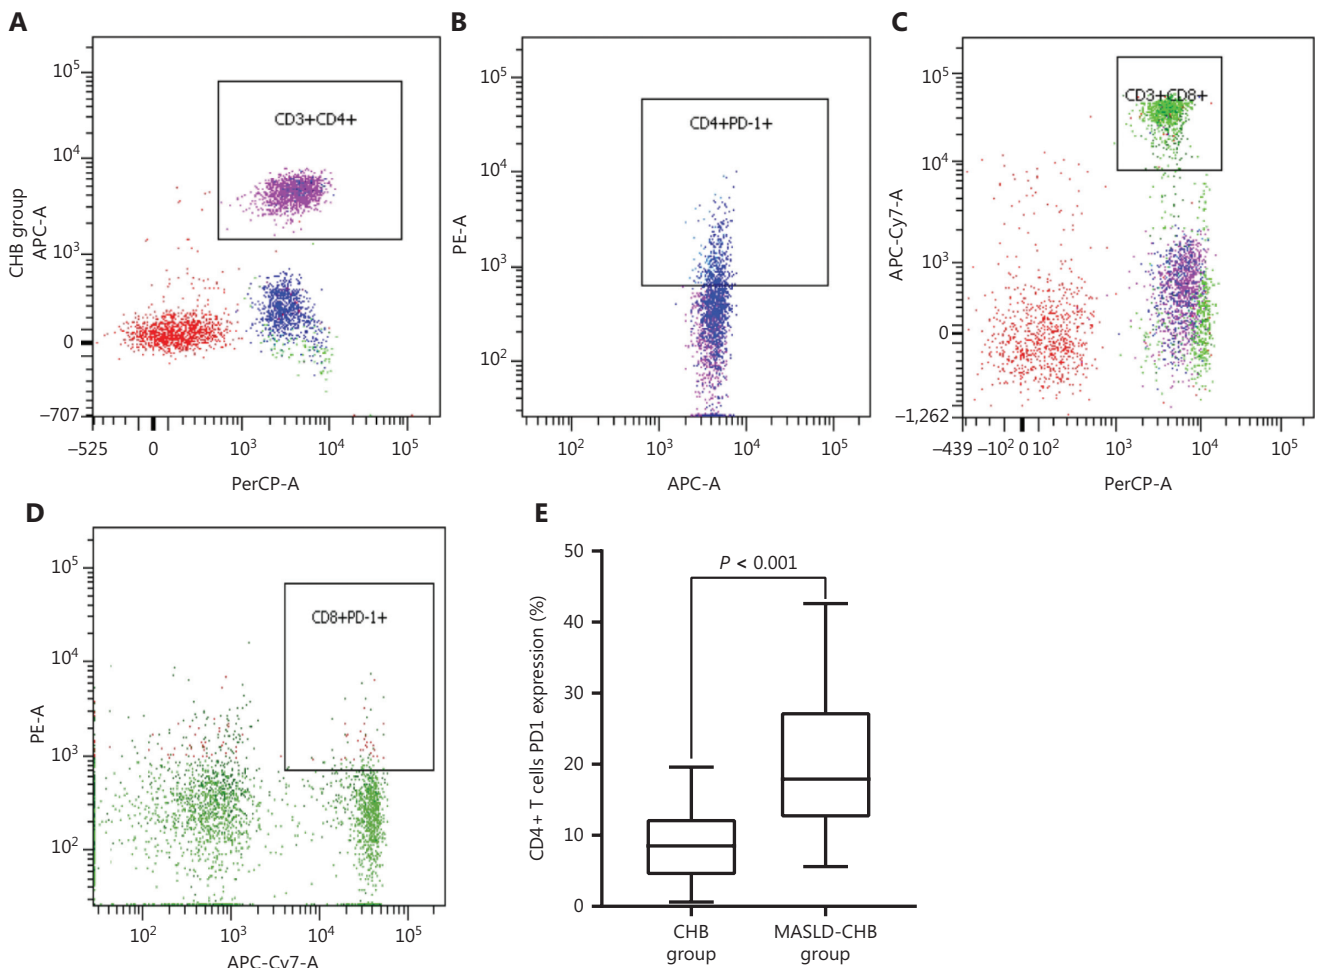 A
CHB group
APC-A
10⁵
10⁴
10³
0
−707
CD3+CD4+
−525
0
10³
10⁴
10⁵
PerCP-A
B
PE-A
10⁵
10⁴
10³
10²
CD4+PD-1+
10²
10³
10⁴
10⁵
APC-A
C
APC-Cy7-A
10⁵
10⁴
10³
0
−1,262
CD3+CD8+
−439
−10²
0
10²
10³
10⁴
10⁵
PerCP-A
D
PE-A
10⁵
10⁴
10³
10²
CD8+PD-1+
10²
10³
10⁴
10⁵
APC-Cy7-A
E
CD4+ T cells PD1 expression (%)
50
40
30
20
10
0
P < 0.001
CHB
group
MASLD-CHB
group